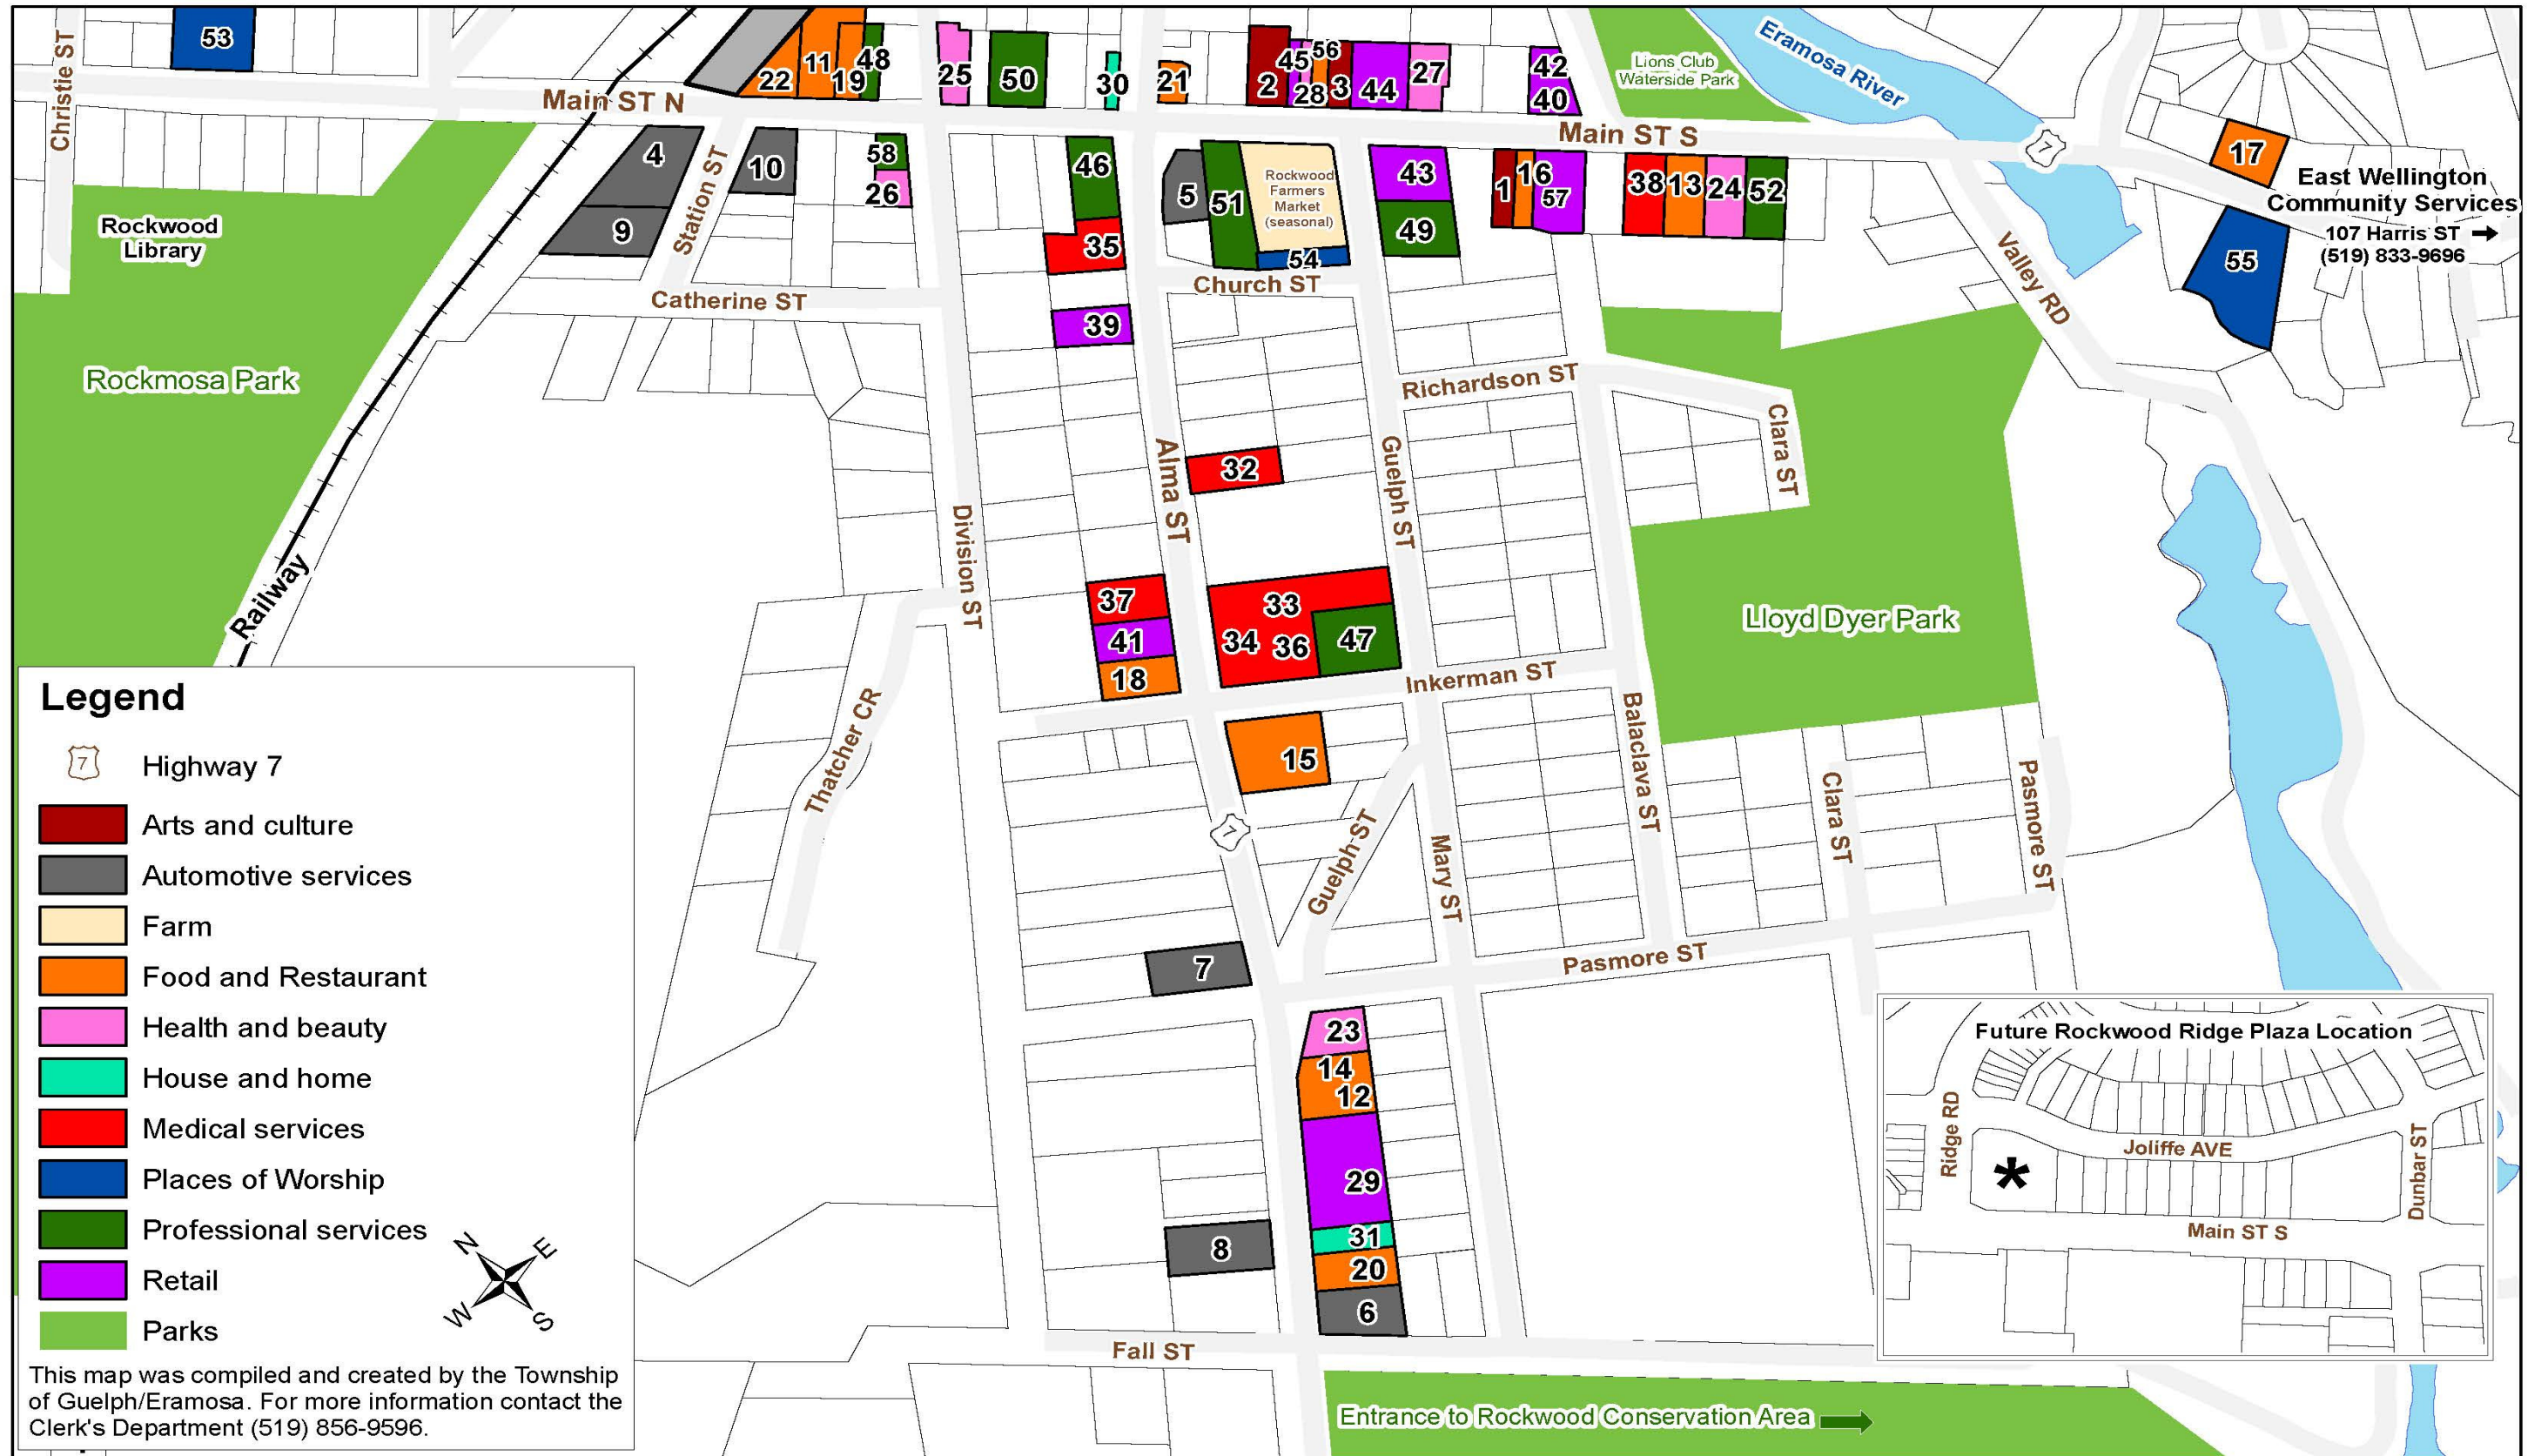 53
Christie ST
22
11
19
48
25
50
30
21
2
45
28
56
3
44
27
42
40
Lions Club
Waterside Park
Eramosa River
Main ST N
Main ST S
7
17
East Wellington
Community Services
107 Harris ST
(519) 833-9696
55
4
9
Station ST
10
58
26
46
35
39
5
51
Rockwood
Farmers
Market
(seasonal)
54
43
49
1
16
57
38
13
24
52
Valley RD
Rockwood
Library
Catherine ST
Church ST
Rockmosa Park
Richardson ST
Clara ST
Alma ST
32
Guelph ST
Division ST
Railway
37
41
18
33
34
36
47
Lloyd Dyer Park
Inkerman ST
Thatcher CR
15
Balaclava ST
Clara ST
Pasmore ST
7
Guelph ST
Mary ST
Pasmore ST
7
23
14
12
29
31
20
6
8
Fall ST
Entrance to Rockwood Conservation Area
Legend
7
Highway 7
Arts and culture
Automotive services
Farm
Food and Restaurant
Health and beauty
House and home
Medical services
Places of Worship
Professional services
Retail
Parks
N
E
W
S
This map was compiled and created by the Township
of Guelph/Eramosa. For more information contact the
Clerk's Department (519) 856-9596.
Future Rockwood Ridge Plaza Location
Ridge RD
*
Joliffe AVE
Dunbar ST
Main ST S